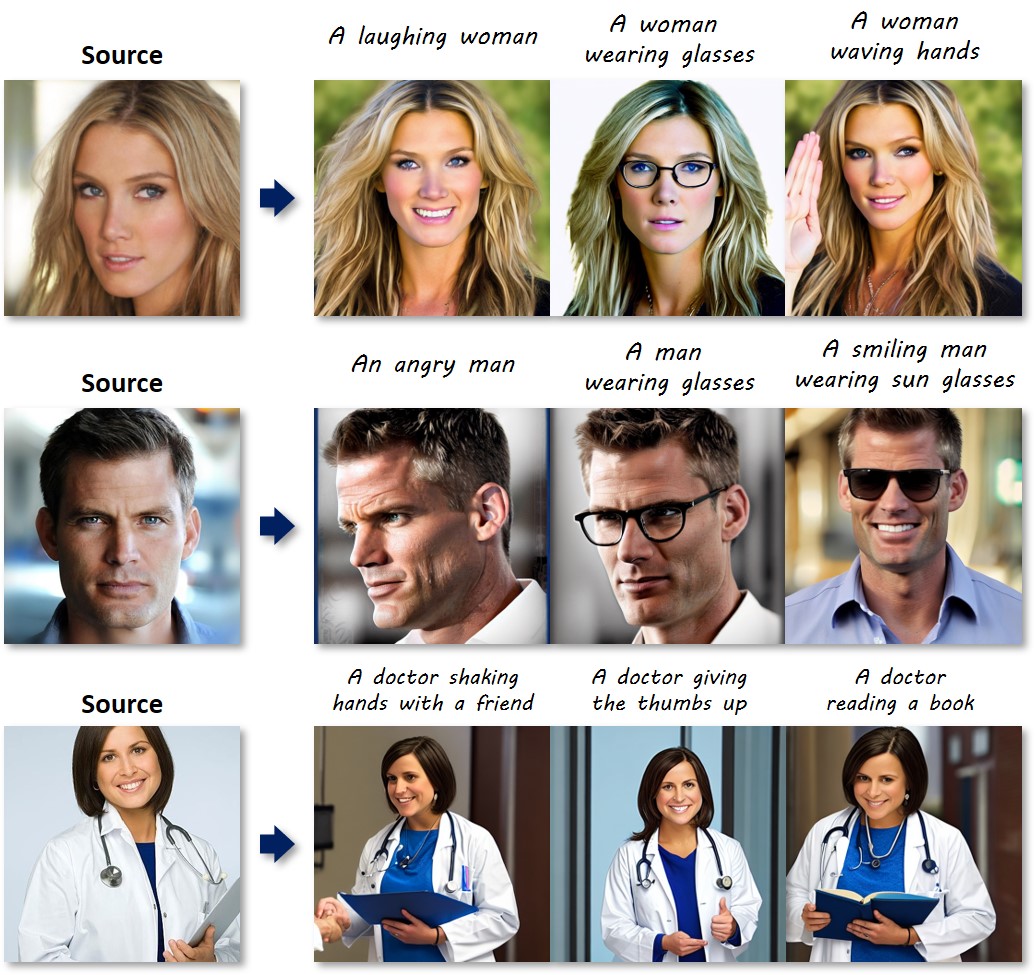 Source
A laughing woman
A woman
wearing glasses
A woman
waving hands
Source
An angry man
A man
wearing glasses
A smiling man
wearing sun glasses
Source
A doctor shaking
hands with a friend
A doctor giving
the thumbs up
A doctor
reading a book